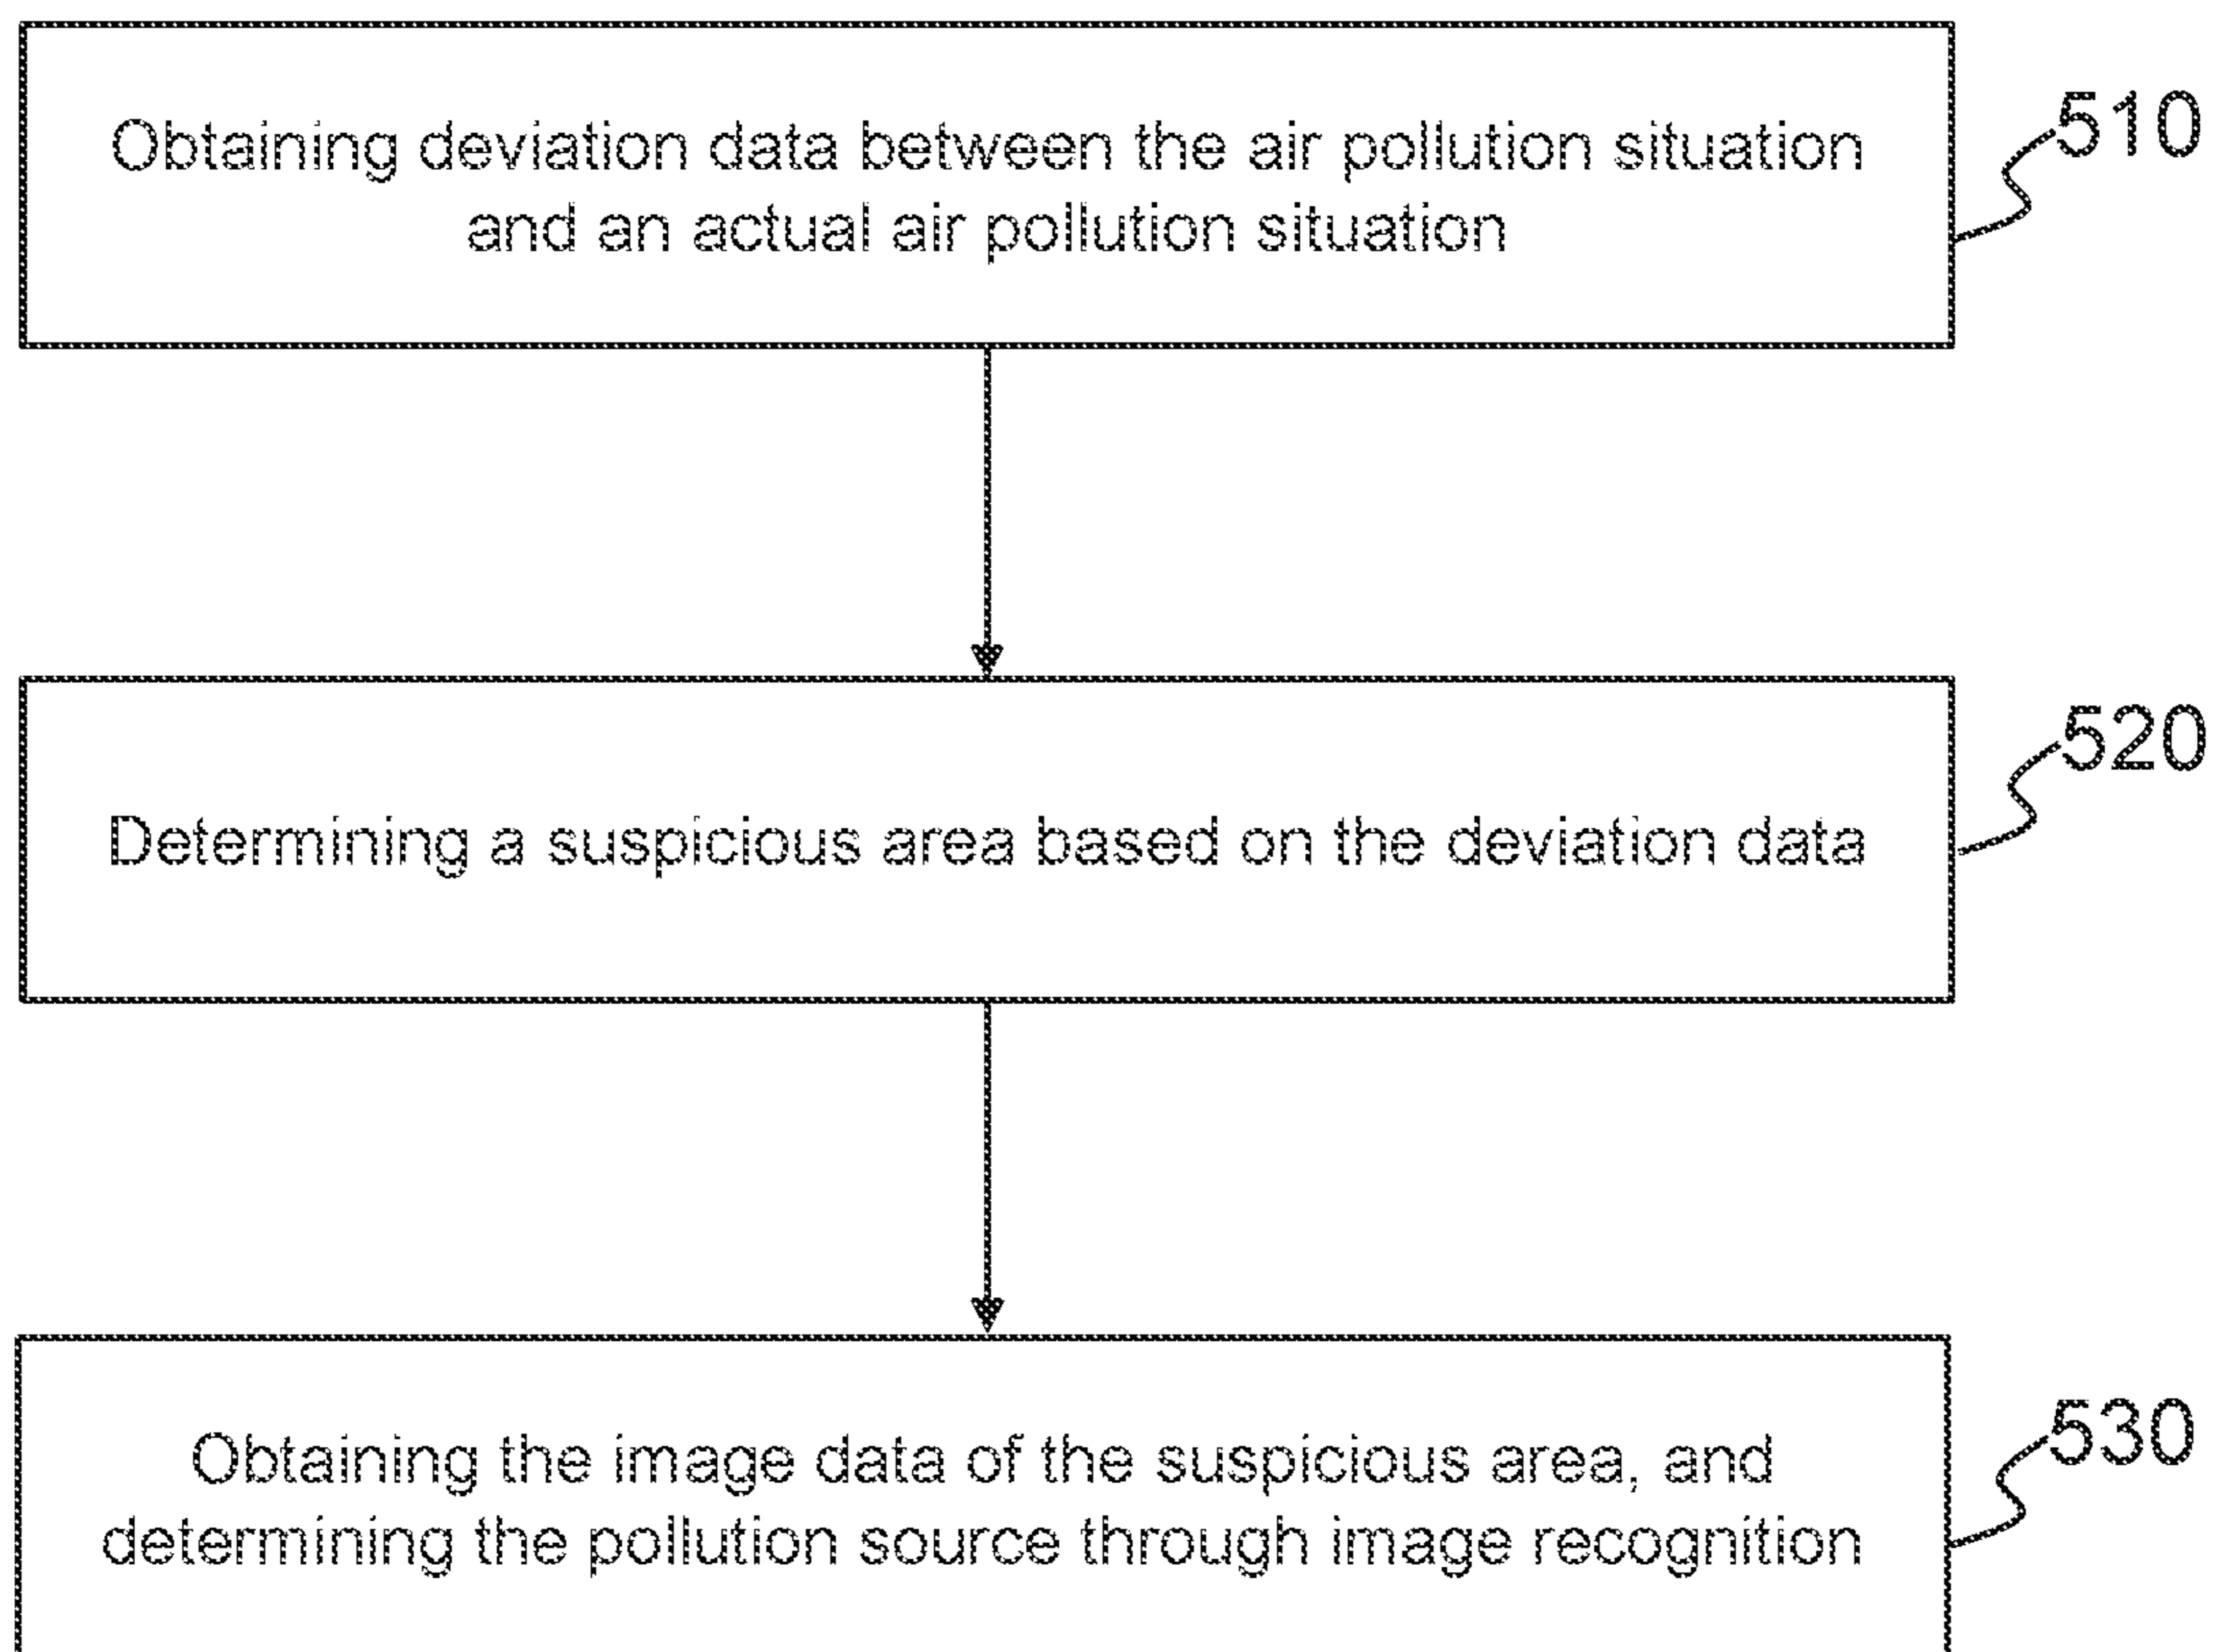 Obtaining deviation data between the air pollution situation
and an actual air pollution situation
510
Determining a suspicious area based on the deviation data
520
Obtaining the image data of the suspicious area, and
determining the pollution source through image recognition
530